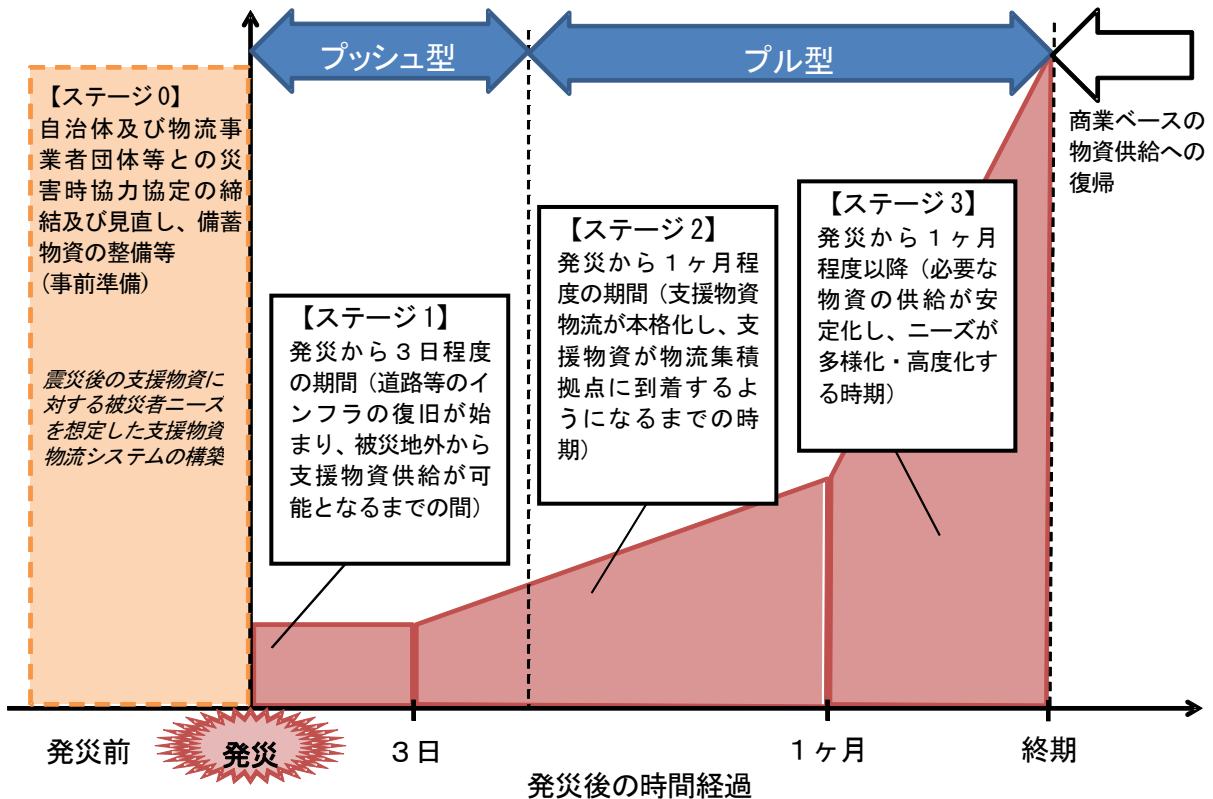 プッシュ型
プル型
【ステージ0】
自治体及び物流事
業者団体等との災
害時協力協定の締
結及び見直し、備蓄
物資の整備等
(事前準備)
震災後の支援物資に
対する被災者ニーズ
を想定した支援物資
物流システムの構築
【ステージ1】
発災から3日程度
の期間（道路等のイ
ンフラの復旧が始
まり、被災地外から
支援物資供給が可
能となるまでの間）
【ステージ2】
発災から1ヶ月程
度の期間（支援物資
物流が本格化し、支
援物資が物流集積
拠点に到着するよ
うになるまでの時
期）
【ステージ3】
発災から1ヶ月
程度以降（必要な
物資の供給が安
定化し、ニーズが
多様化・高度化す
る時期）
商業ベースの
物資供給への
復帰
発災前
発災
3日
1ヶ月
終期
発災後の時間経過